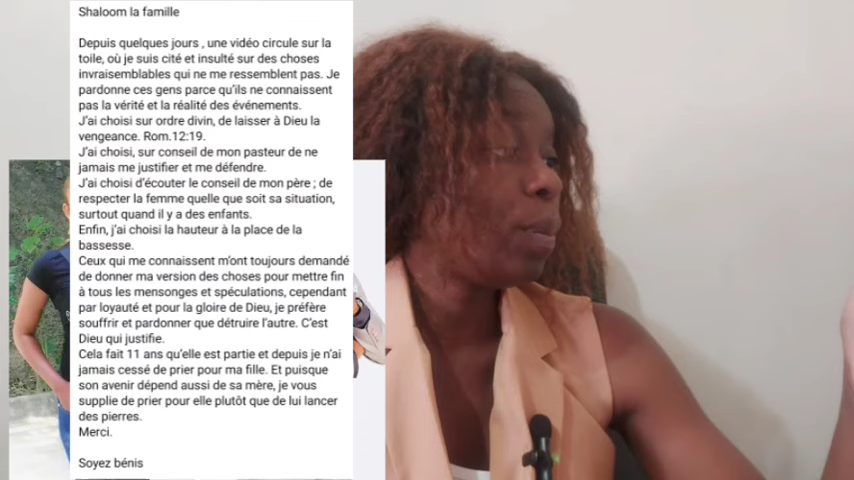 Shaloom la famille
Depuis quelques jours , une vidéo circule sur la
toile, où je suis cité et insulté sur des choses
invraisemblables qui ne me ressemblent pas. Je
pardonne ces gens parce qu'ils ne connaissent
pas la vérité et la réalité des événements.
J'ai choisi sur ordre divin, de laisser à Dieu la
vengeance. Rom.12:19.
J'ai choisi, sur conseil de mon pasteur de ne
jamais me justifier et me défendre.
J'ai choisi d'écouter le conseil de mon père ; de
respecter la femme quelle que soit sa situation,
surtout quand il y a des enfants.
Enfin, j'ai choisi la hauteur à la place de la
bassesse.
Ceux qui me connaissent m'ont toujours demandé
de donner ma version des choses pour mettre fin
à tous les mensonges et spéculations, cependant
par loyauté et pour la gloire de Dieu, je préfère
souffrir et pardonner que détruire l'autre. C'est
Dieu qui justifie.
Cela fait 11 ans qu'elle est partie et depuis je n'ai
jamais cessé de prier pour ma fille. Et puisque
son avenir dépend aussi de sa mère, je vous
supplie de prier pour elle plutôt que de lui lancer
des pierres.
Merci.
Soyez bénis